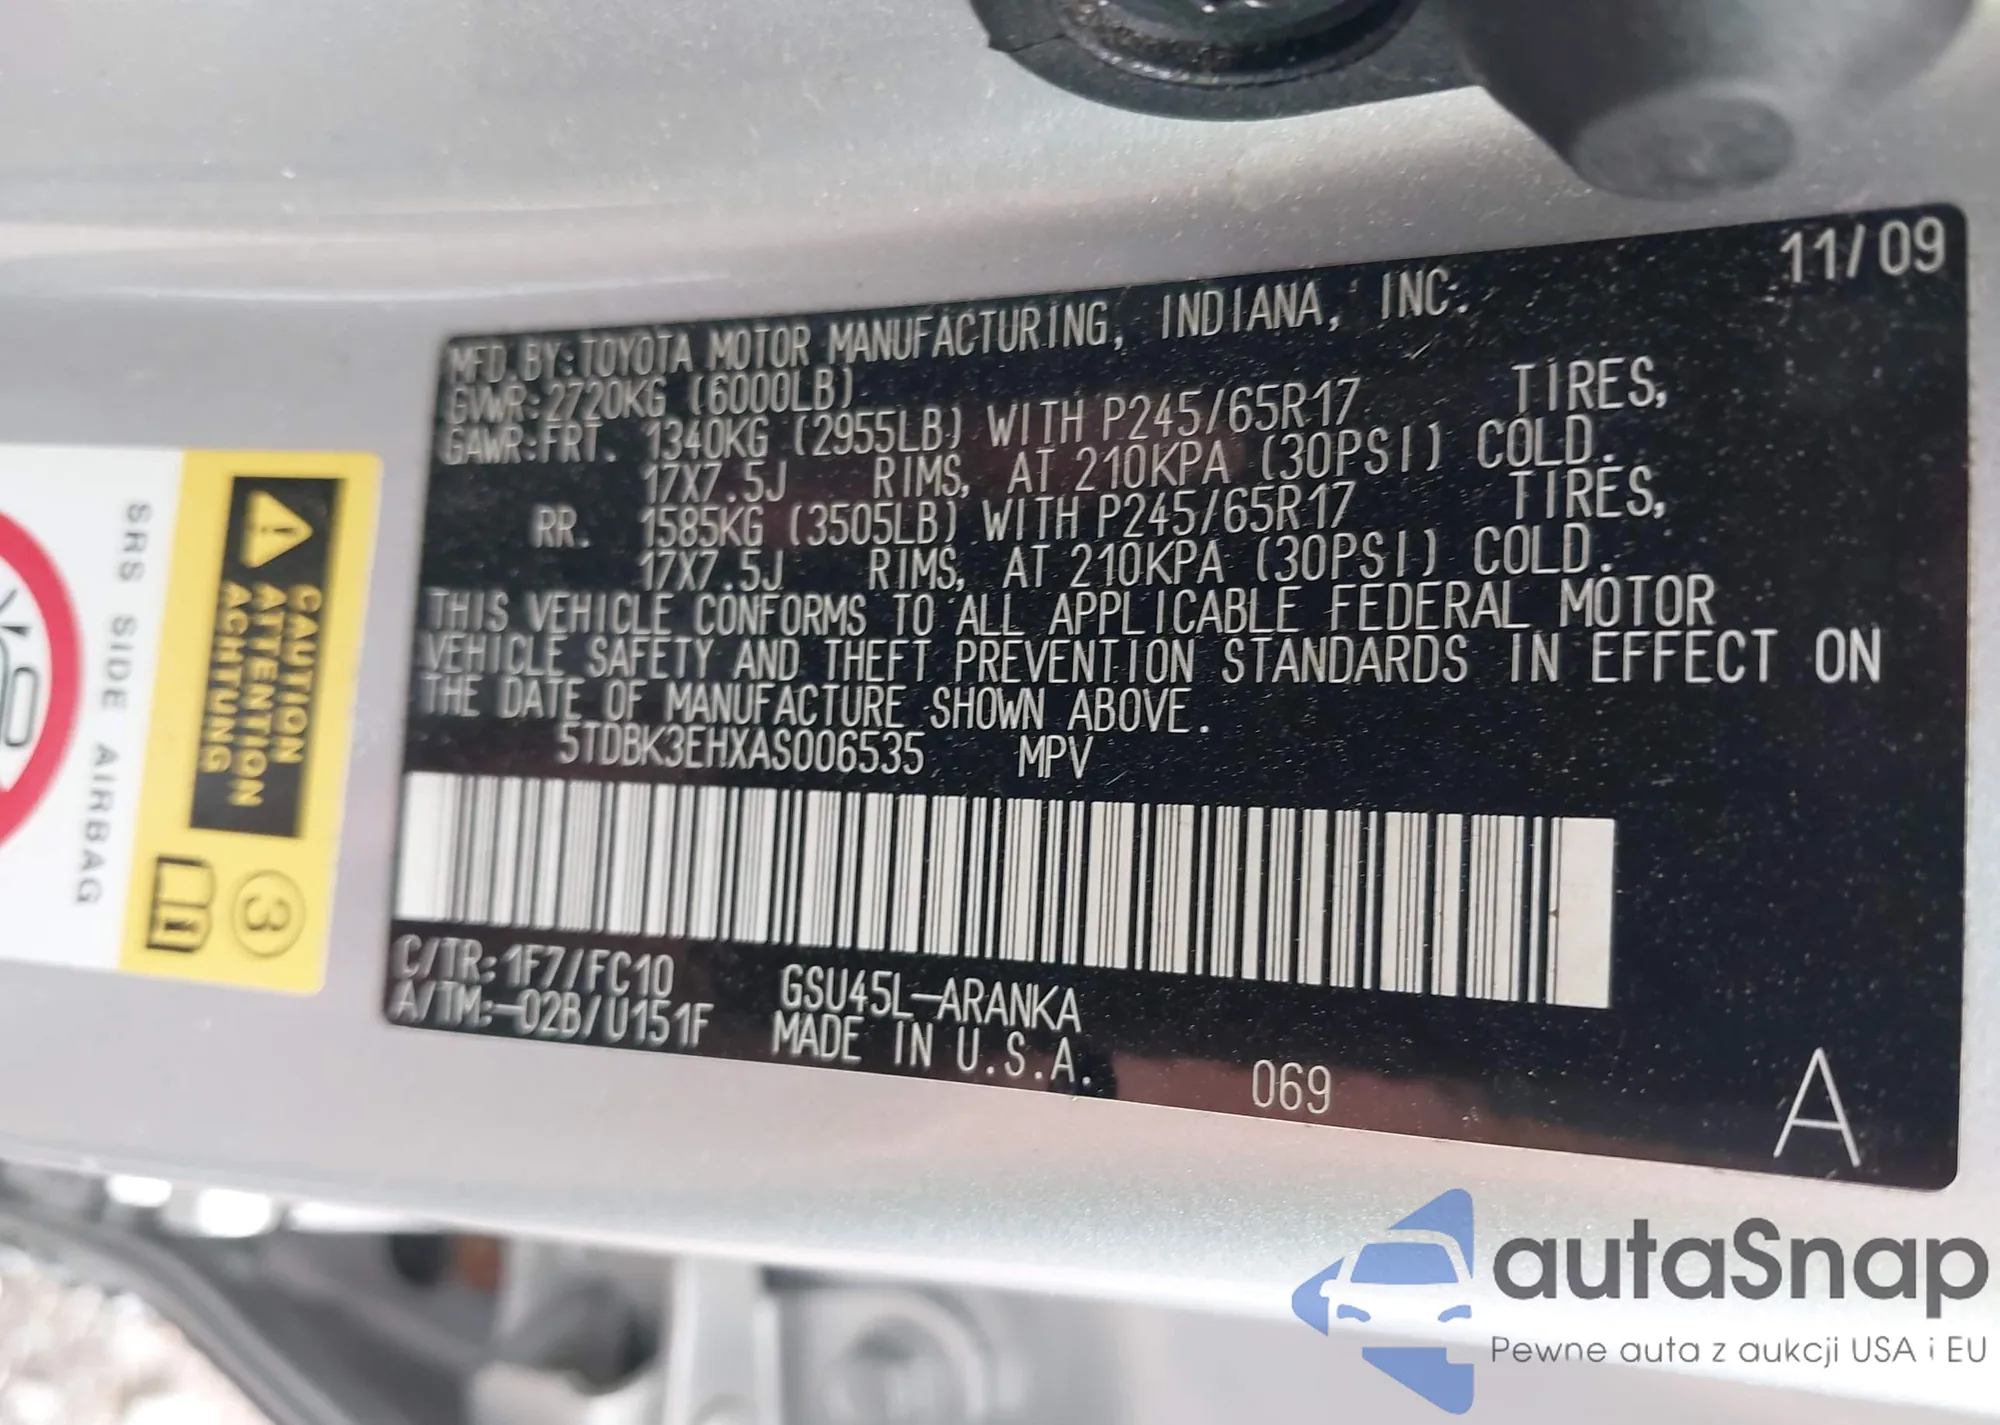 11/09
MFD.BY:TOYOTA MOTOR MANUFACTURING, INDIANA, INC.
GVWR:2720KG (6000LB)
GAWR:FRT. 1340KG (2955LB) WITH P245/65R17 TIRES,
17X7.5J RIMS, AT 210KPA (30PSI) COLD.
RR. 1585KG (3505LB) WITH P245/65R17 TIRES,
17X7.5J RIMS, AT 210KPA (30PSI) COLD.
THIS VEHICLE CONFORMS TO ALL APPLICABLE FEDERAL MOTOR
VEHICLE SAFETY AND THEFT PREVENTION STANDARDS IN EFFECT ON
THE DATE OF MANUFACTURE SHOWN ABOVE.
5TDBK3EHXAS006535 MPV
C/TR:1F7/FC10 GSU45L-ARANKA
A/TM:-02B/U151F MADE IN U.S.A.
069
A
CAUTION
ATTENTION
ACHTUNG
3
SRS SIDE AIRBAG
autaSnap
Pewne auta z aukcji USA i EU